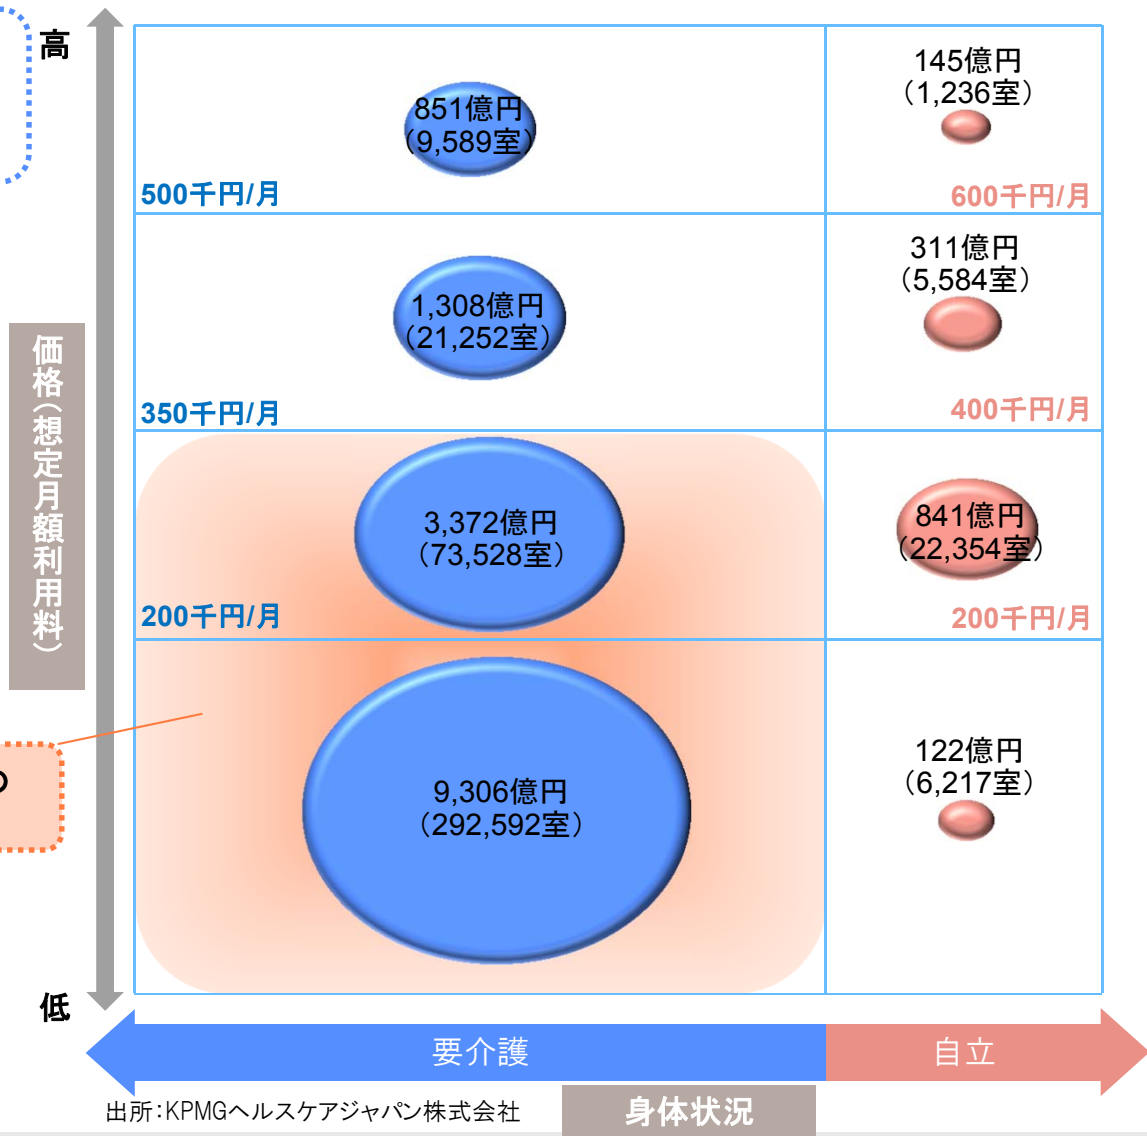 高
145億円
（1,236室）
851億円
（9,589室）
500千円/月
600千円/月
311億円
（5,584室）
1,308億円
（21,252室）
350千円/月
400千円/月
価格（想定月額利用料）
3,372億円
（73,528室）
841億円
（22,354室）
200千円/月
200千円/月
の
9,306億円
（292,592室）
122億円
（6,217室）
低
要介護
自立
出所：KPMGヘルスケアジャパン株式会社
身体状況